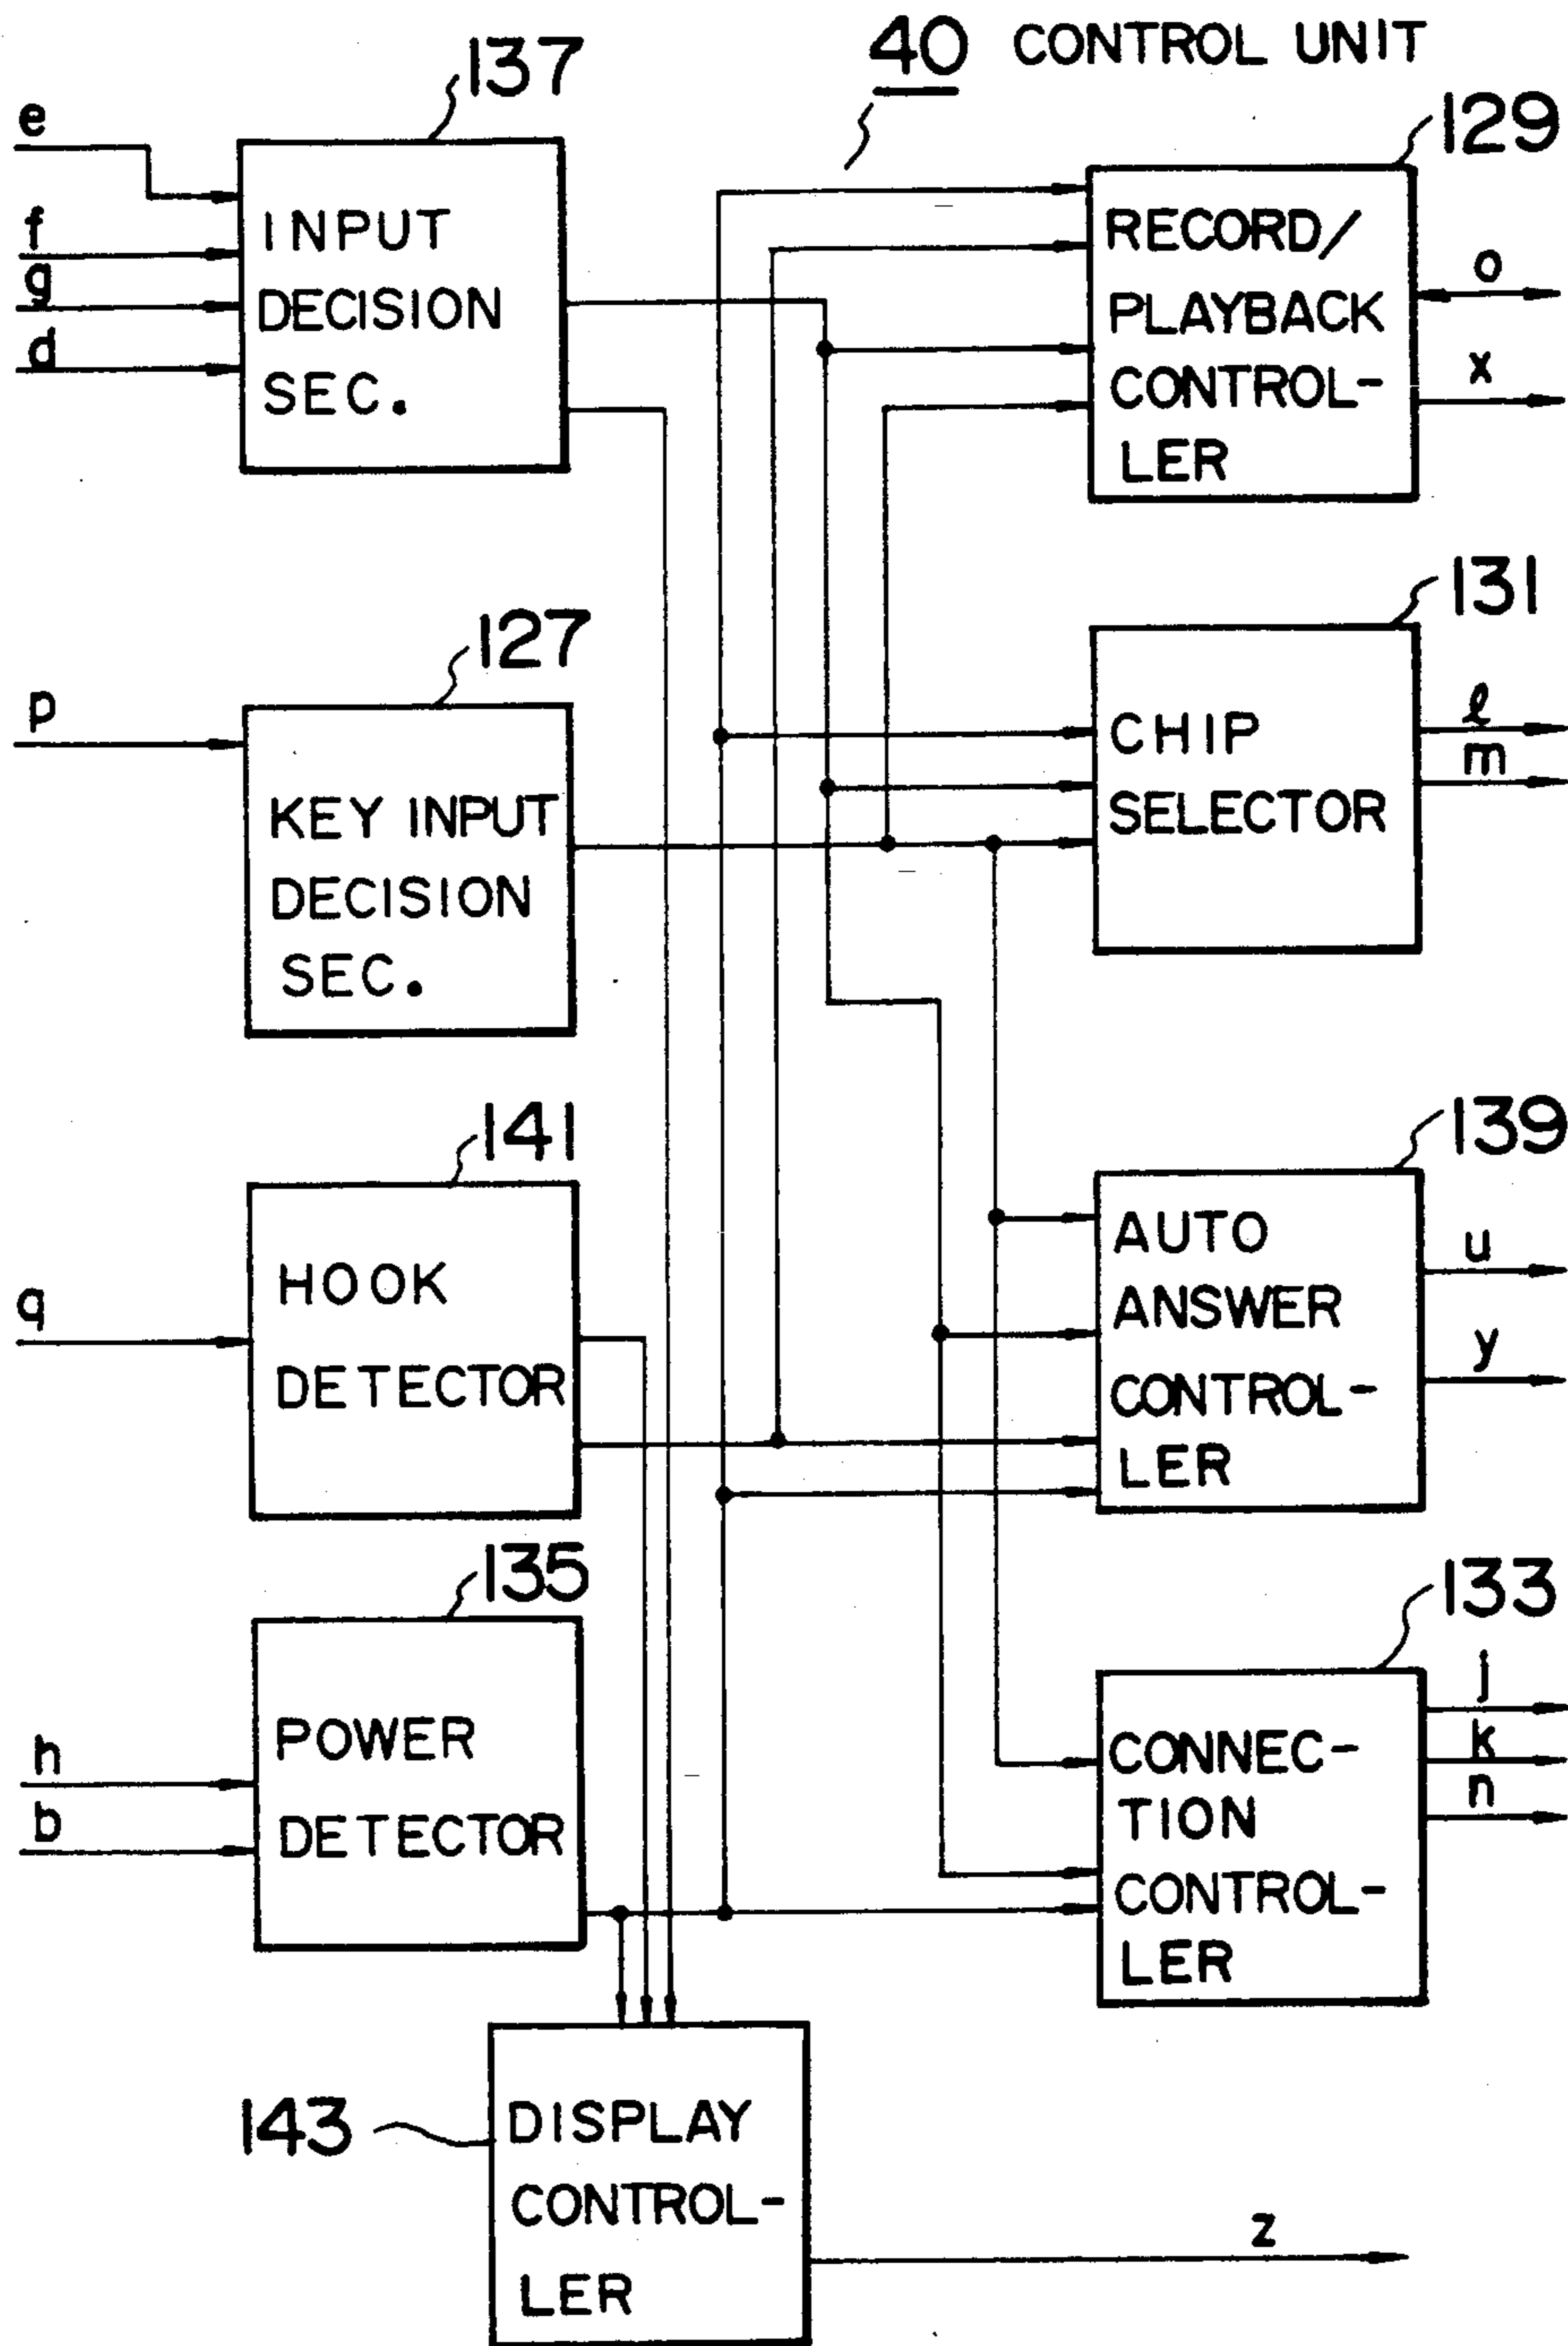 40 CONTROL UNIT
137
e
f
g
d
INPUT
DECISION
SEC.
129
RECORD/
PLAYBACK
CONTROL-
LER
o
x
127
p
KEY INPUT
DECISION
SEC.
131
CHIP
SELECTOR
ℓ
m
141
q
HOOK
DETECTOR
139
AUTO
ANSWER
CONTROL-
LER
u
y
135
h
b
POWER
DETECTOR
133
CONNEC-
TION
CONTROL-
LER
j
k
n
143
DISPLAY
CONTROL-
LER
z